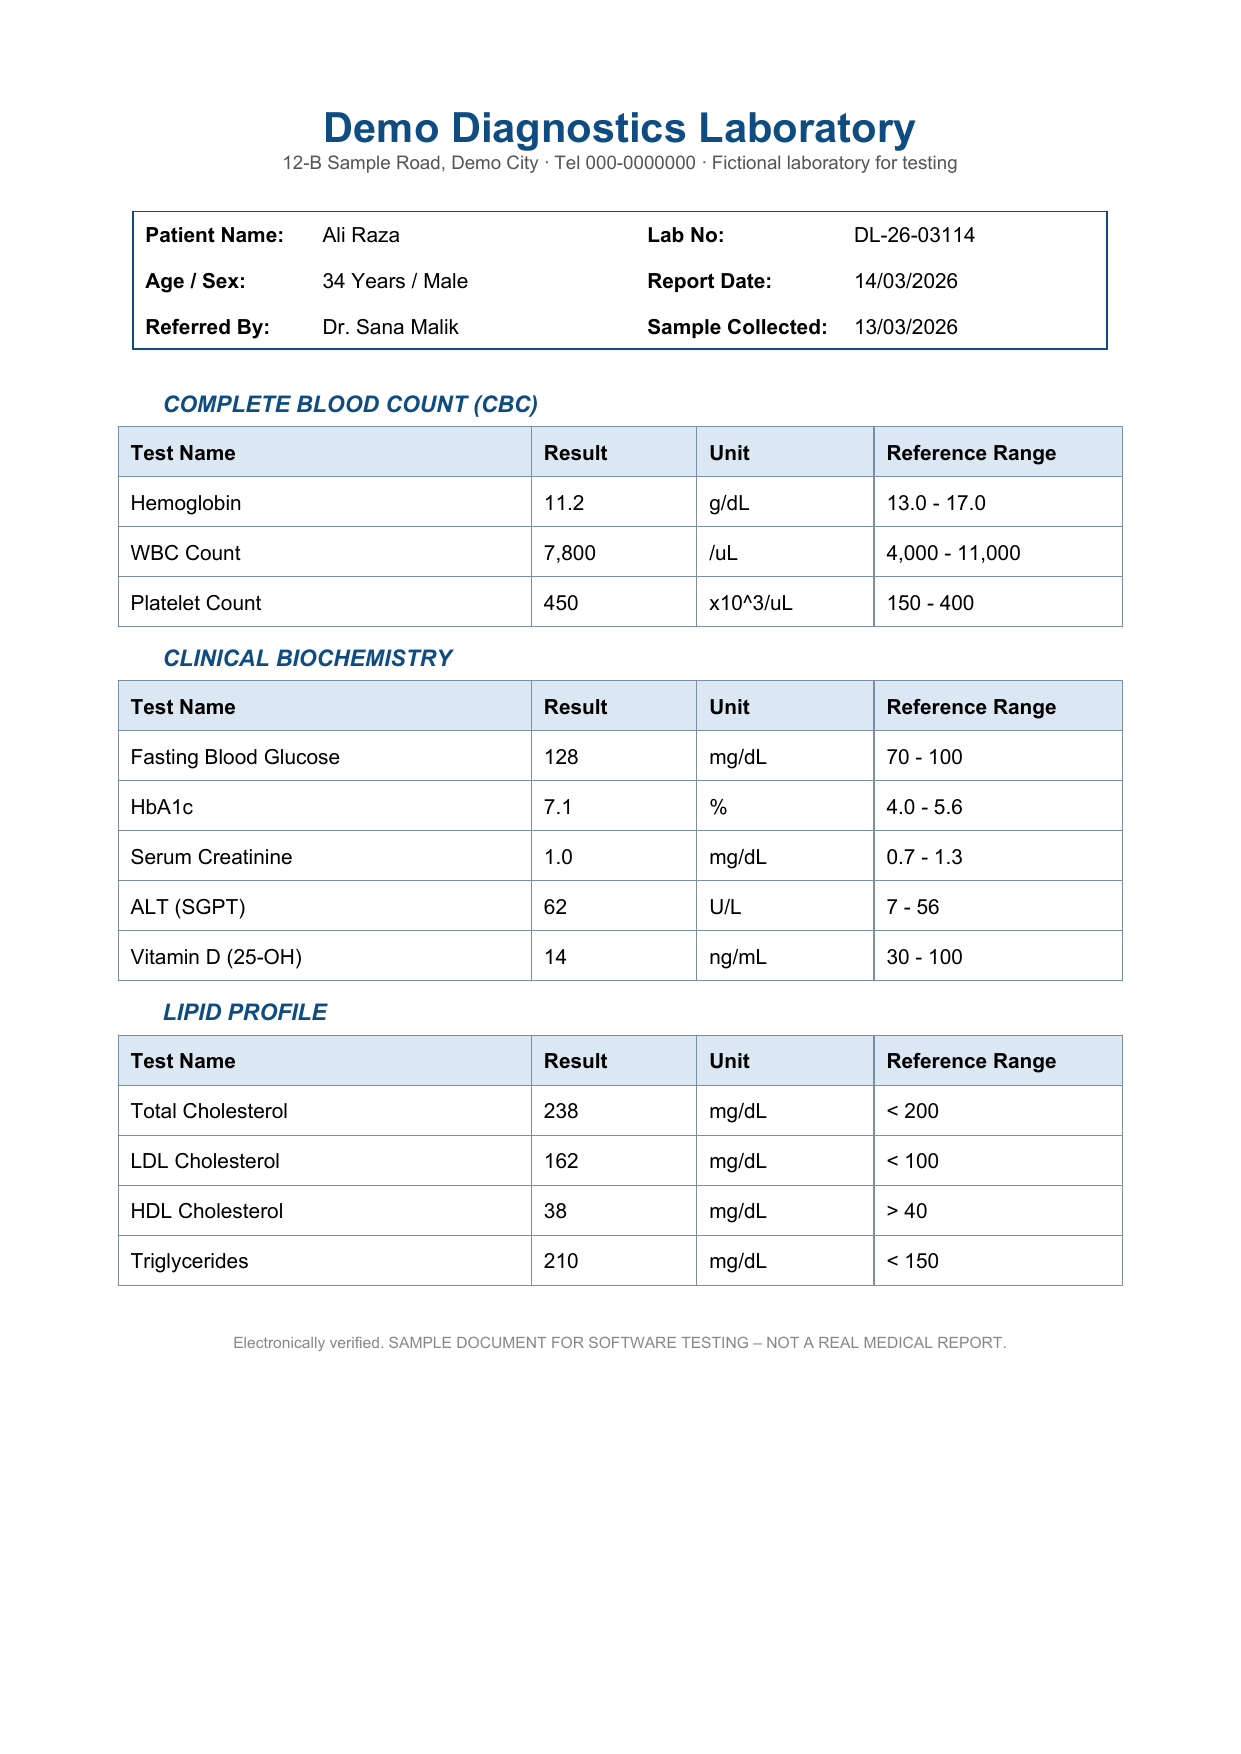 Demo Diagnostics Laboratory
12-B Sample Road, Demo City · Tel 000-0000000 · Fictional laboratory for testing
Patient Name: Ali Raza Lab No: DL-26-03114
Age / Sex: 34 Years / Male Report Date: 14/03/2026
Referred By: Dr. Sana Malik Sample Collected: 13/03/2026
COMPLETE BLOOD COUNT (CBC)
Test Name Result Unit Reference Range
Hemoglobin 11.2 g/dL 13.0 - 17.0
WBC Count 7,800 /uL 4,000 - 11,000
Platelet Count 450 x10^3/uL 150 - 400
CLINICAL BIOCHEMISTRY
Test Name Result Unit Reference Range
Fasting Blood Glucose 128 mg/dL 70 - 100
HbA1c 7.1 % 4.0 - 5.6
Serum Creatinine 1.0 mg/dL 0.7 - 1.3
ALT (SGPT) 62 U/L 7 - 56
Vitamin D (25-OH) 14 ng/mL 30 - 100
LIPID PROFILE
Test Name Result Unit Reference Range
Total Cholesterol 238 mg/dL < 200
LDL Cholesterol 162 mg/dL < 100
HDL Cholesterol 38 mg/dL > 40
Triglycerides 210 mg/dL < 150
Electronically verified. SAMPLE DOCUMENT FOR SOFTWARE TESTING – NOT A REAL MEDICAL REPORT.